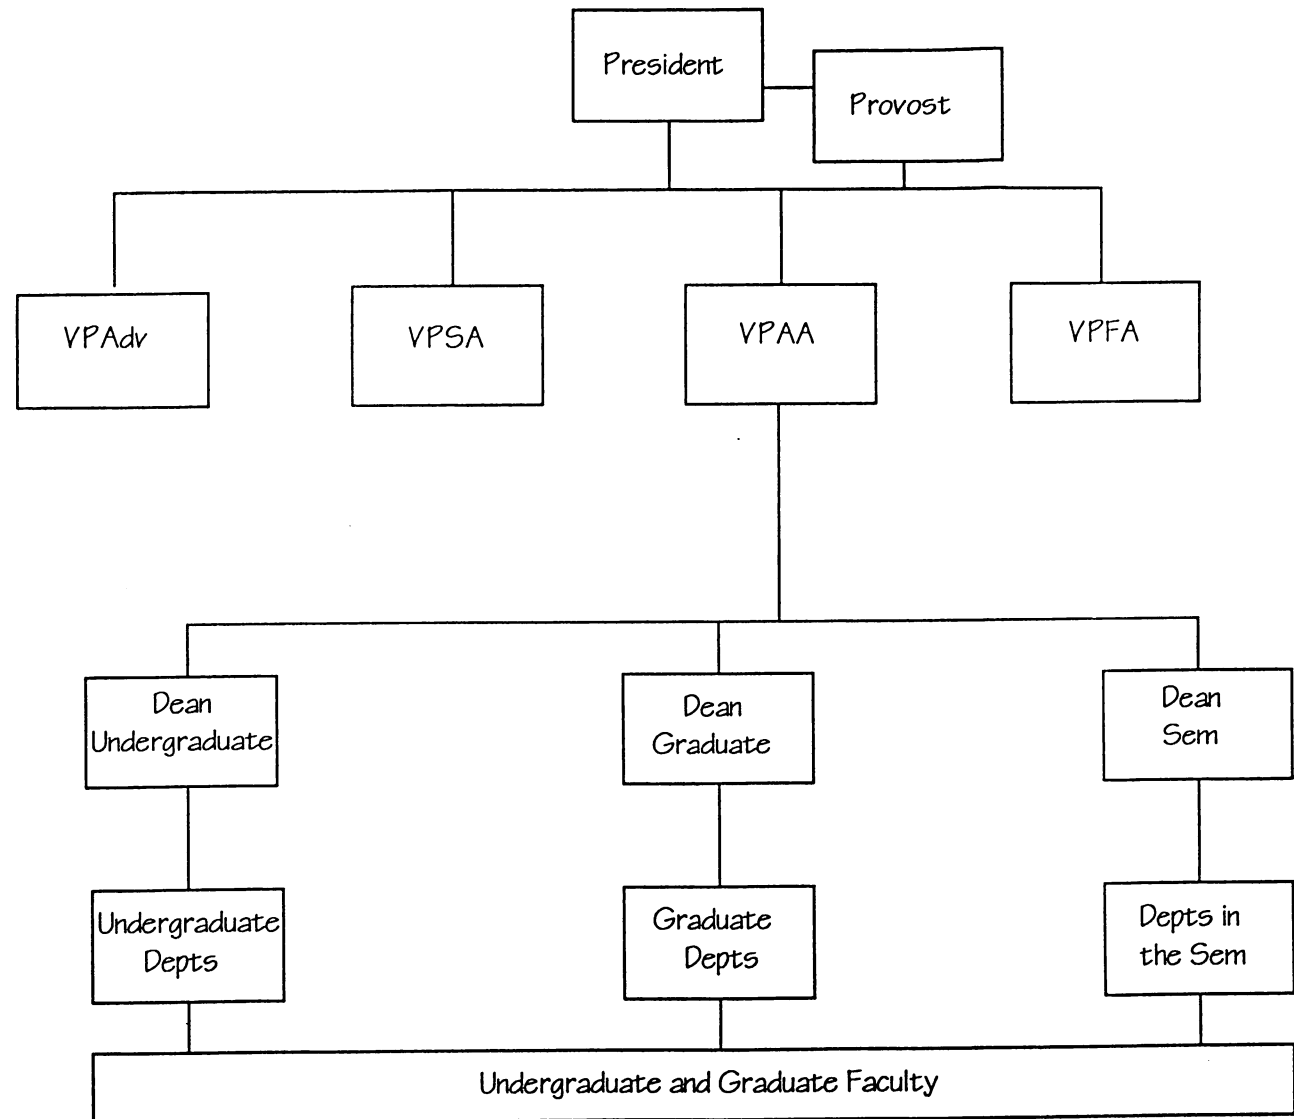 President
Provost
VPAdv
VPSA
VPAA
VPFA
Dean
Undergraduate
Dean
Graduate
Dean
Sem
Undergraduate
Depts
Graduate
Depts
Depts in
the Sem
Undergraduate and Graduate Faculty